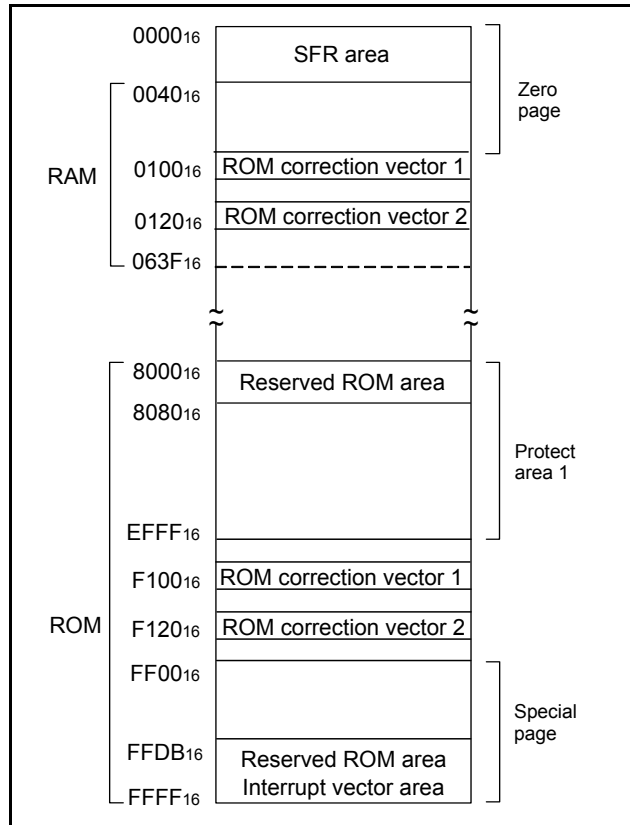 0000₁₆
SFR area
0040₁₆
Zero
page
RAM
0100₁₆
ROM correction vector 1
0120₁₆
ROM correction vector 2
063F₁₆
≈
≈
8000₁₆
Reserved ROM area
8080₁₆
Protect
area 1
EFFF₁₆
F100₁₆
ROM correction vector 1
ROM
F120₁₆
ROM correction vector 2
FF00₁₆
Special
page
FFDB₁₆
Reserved ROM area
Interrupt vector area
FFFF₁₆